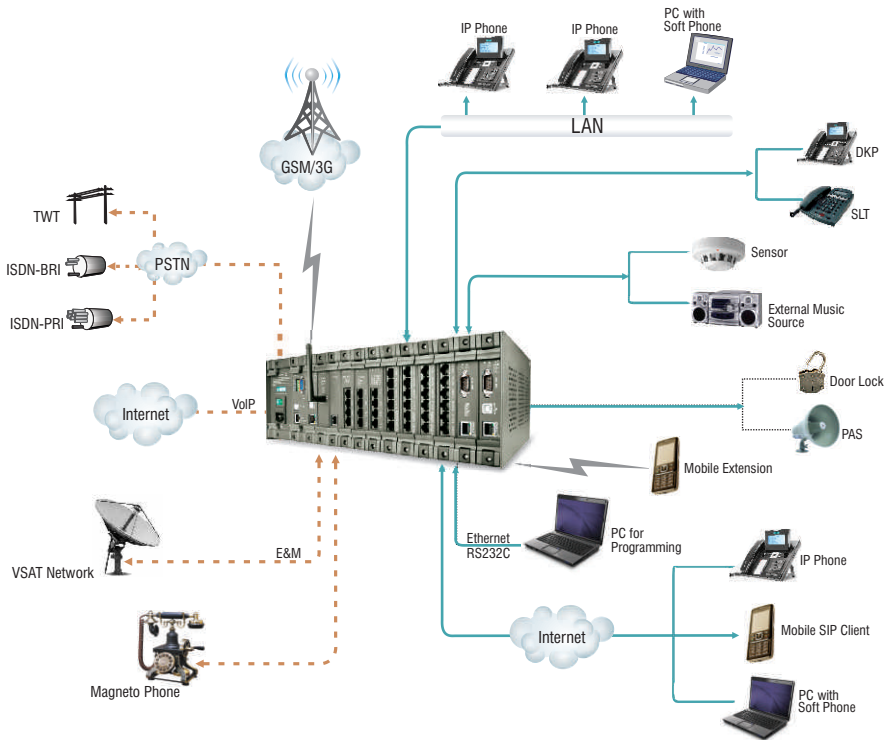 IP Phone
IP Phone
PC with
Soft Phone
LAN
GSM/3G
DKP
SLT
TWT
PSTN
ISDN-BRI
ISDN-PRI
Sensor
External Music
Source
Internet
VoIP
Door Lock
PAS
Mobile Extension
Ethernet
RS232C
PC for
Programming
E&M
VSAT Network
IP Phone
Internet
Mobile SIP Client
Magneto Phone
PC with
Soft Phone